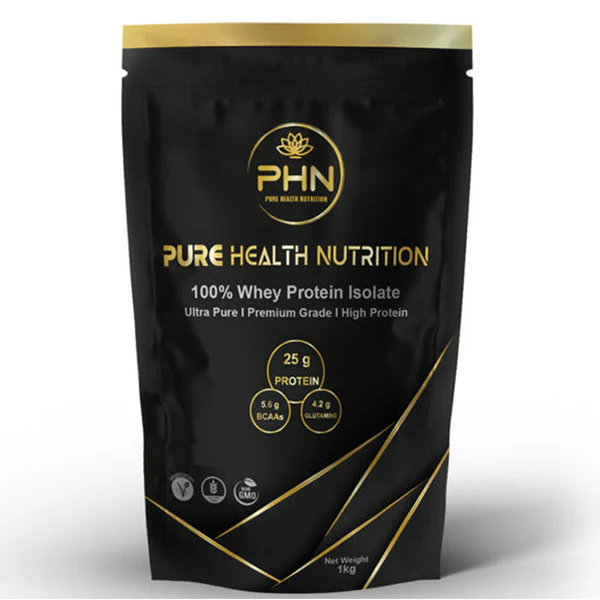 PHN
PURE HEALTH NUTRITION
PURE HEALTH NUTRITION
100% Whey Protein Isolate
Ultra Pure I Premium Grade I High Protein
25 g
PROTEIN
5.6 g
BCAAs
4.2 g
GLUTAMINE
NON
GMO
Net Weight
1kg